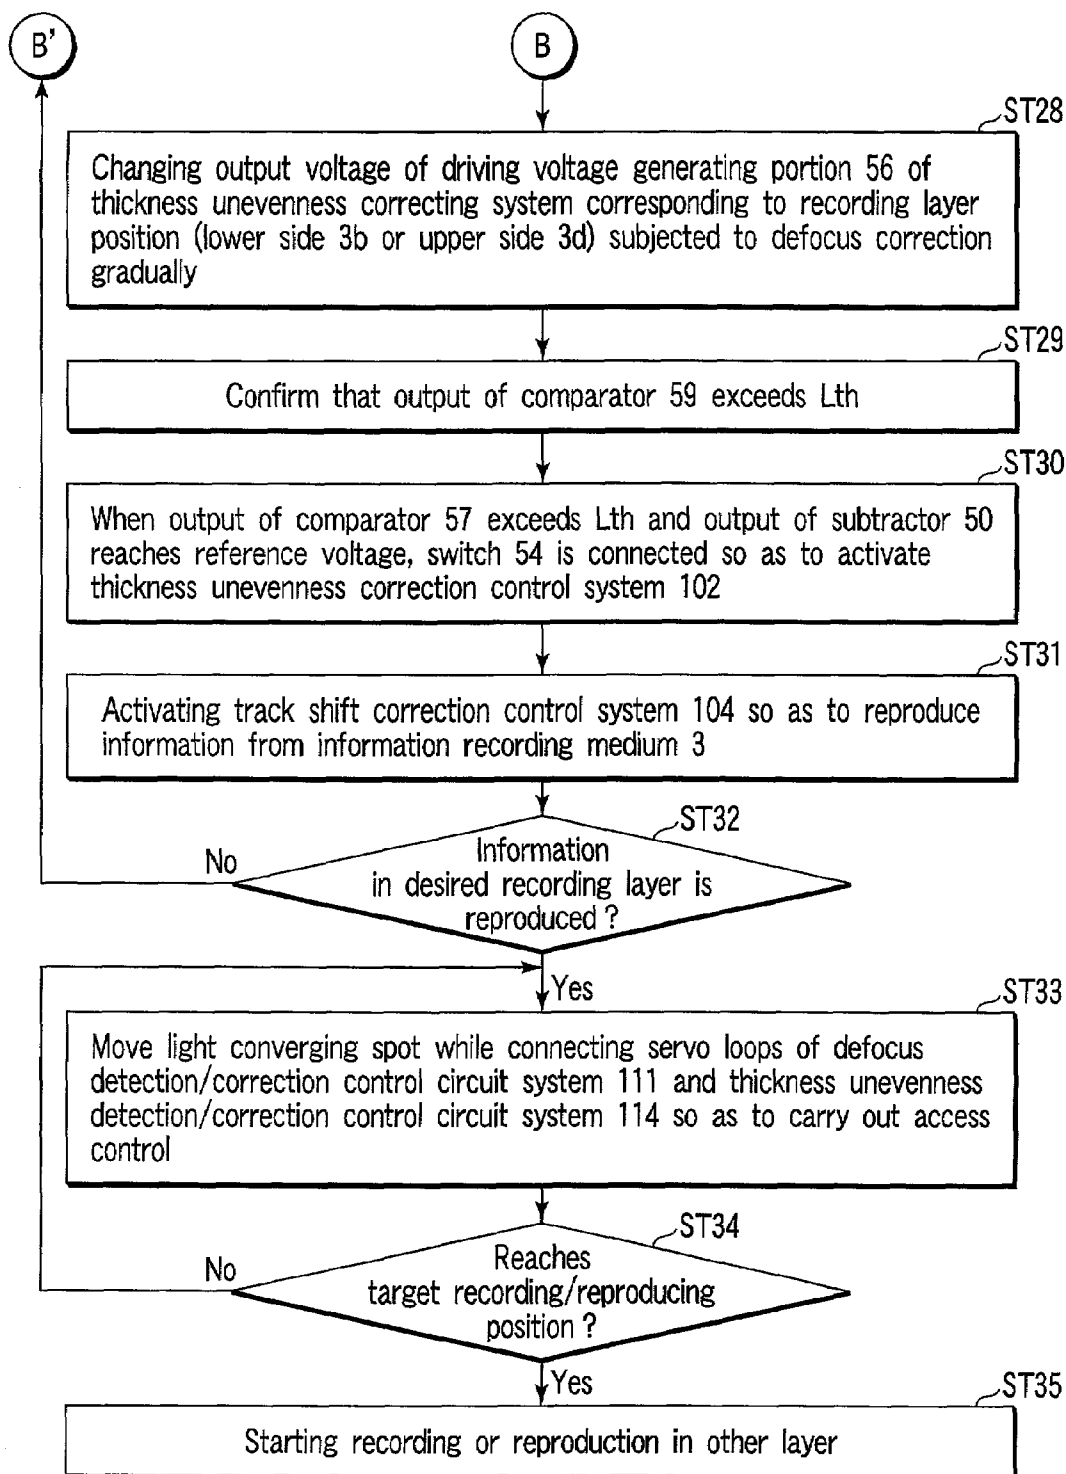 B'
B
ST28
Changing output voltage of driving voltage generating portion 56 of
thickness unevenness correcting system corresponding to recording layer
position (lower side 3b or upper side 3d) subjected to defocus correction
gradually
ST29
Confirm that output of comparator 59 exceeds Lth
ST30
When output of comparator 57 exceeds Lth and output of subtractor 50
reaches reference voltage, switch 54 is connected so as to activate
thickness unevenness correction control system 102
ST31
Activating track shift correction control system 104 so as to reproduce
information from information recording medium 3
ST32
No
Information
in desired recording layer is
reproduced ?
Yes
ST33
Move light converging spot while connecting servo loops of defocus
detection/correction control circuit system 111 and thickness unevenness
detection/correction control circuit system 114 so as to carry out access
control
ST34
No
Reaches
target recording/reproducing
position ?
Yes
ST35
Starting recording or reproduction in other layer